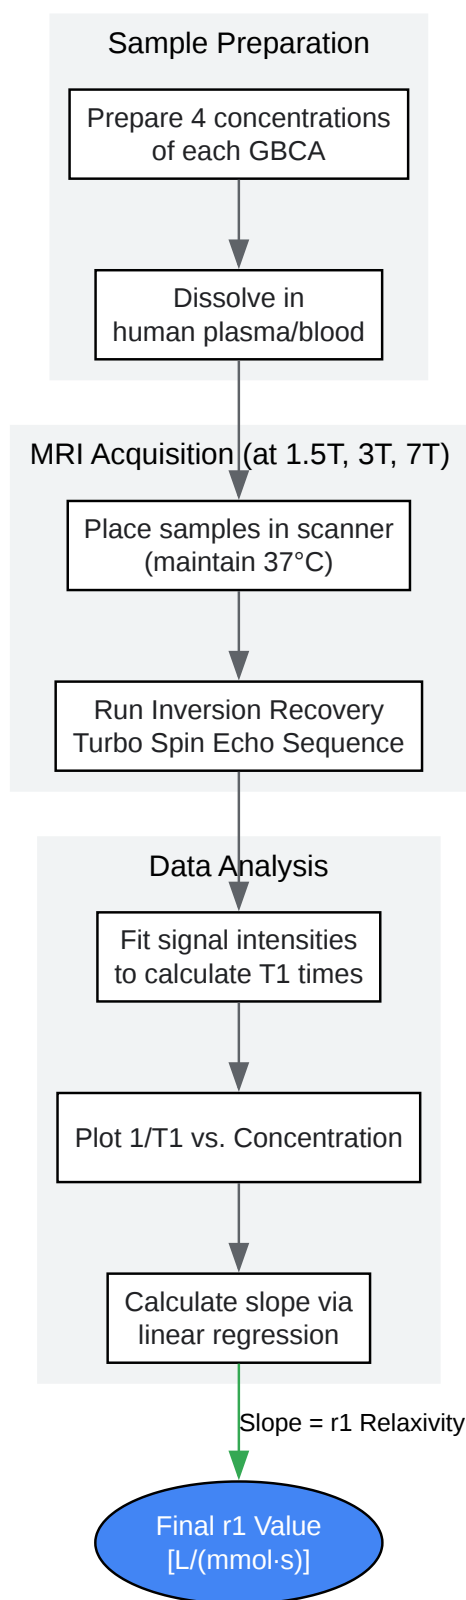 Sample Preparation
Prepare 4 concentrations
of each GBCA
Dissolve in
human plasma/blood
MRI Acquisition (at 1.5T, 3T, 7T)
Place samples in scanner
(maintain 37°C)
Run Inversion Recovery
Turbo Spin Echo Sequence
Data Analysis
Fit signal intensities
to calculate T1 times
Plot 1/T1 vs. Concentration
Calculate slope via
linear regression
Slope = r1 Relaxivity
Final r1 Value
[L/(mmol·s)]